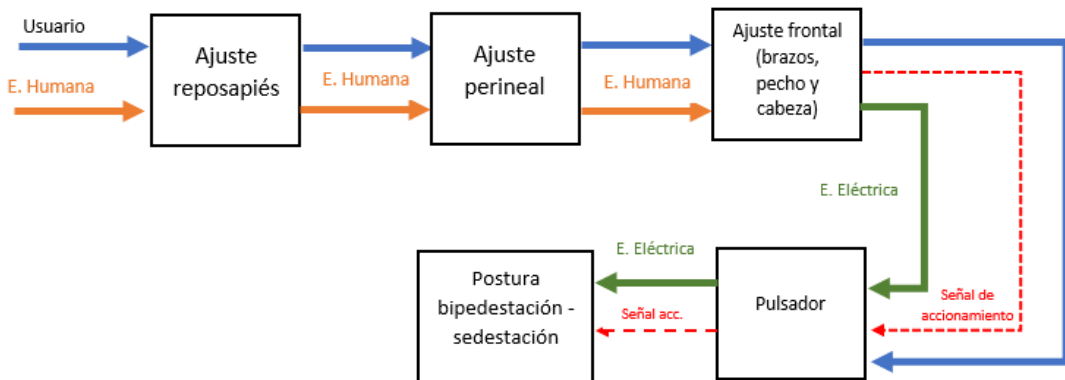 Usuario
E. Humana
Ajuste
reposapiés
E. Humana
Ajuste
perineal
E. Humana
Ajuste frontal
(brazos,
pecho y
cabeza)
E. Eléctrica
Señal de
accionamiento
Pulsador
E. Eléctrica
Señal acc.
Postura
bipedestación -
sedestación